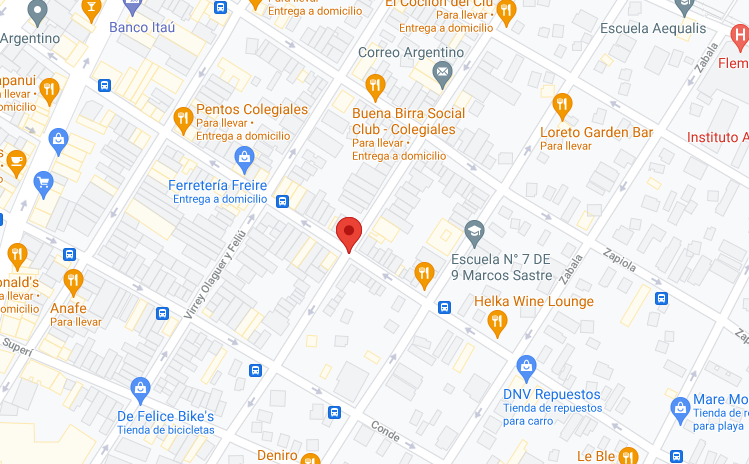 El Cocilon del Clu
Para llevar •
Entrega a domicilio
Argentino
Banco Itaú
Escuela Aequalis
Zabala
Flem
Correo Argentino
apanui
a llevar •
domicilio
Pentos Colegiales
Para llevar •
Entrega a domicilio
Buena Birra Social
Club - Colegiales
Para llevar •
Entrega a domicilio
Loreto Garden Bar
Para llevar
Instituto A
Ferretería Freire
Entrega a domicilio
Virrey Olaguer y Feliú
Escuela N° 7 DE
9 Marcos Sastre
Zapiola
Zabala
onald's
a llevar •
domicilio
Anafe
Para llevar
Helka Wine Lounge
Superí
Zap
De Felice Bike's
Tienda de bicicletas
DNV Repuestos
Tienda de repuestos
para carro
Mare Mo
Tienda de r
para playa
Conde
Deniro
Le Ble